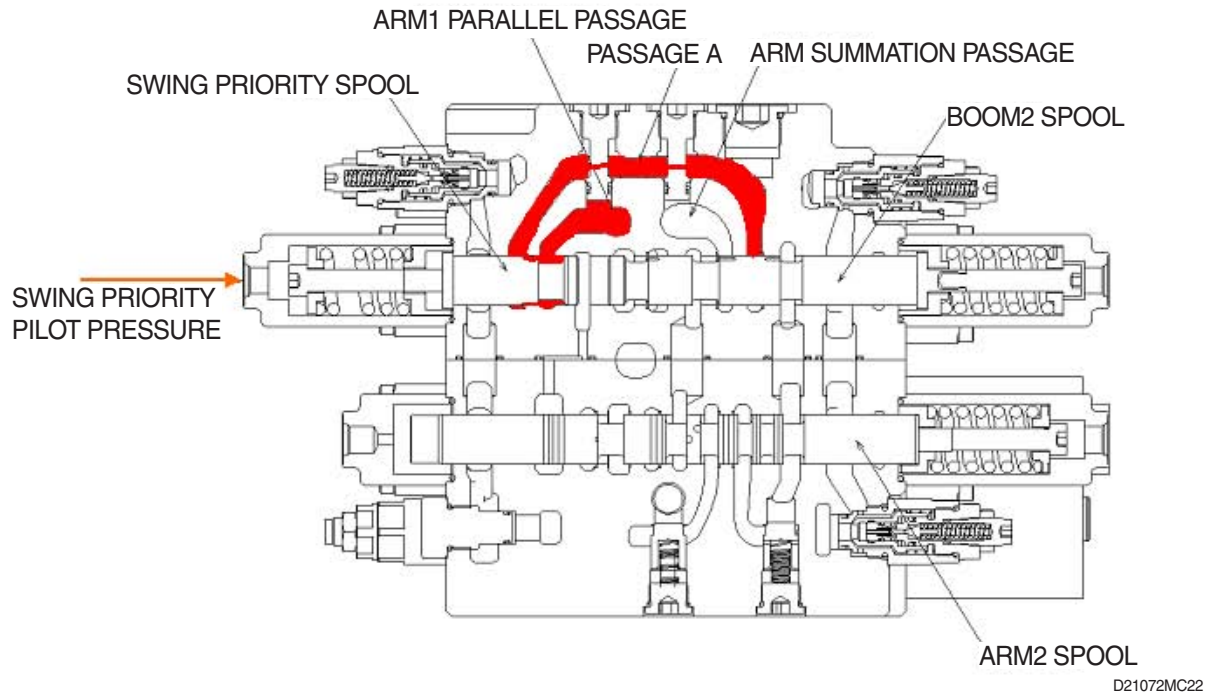 ARM1 PARALLEL PASSAGE
PASSAGE A
ARM SUMMATION PASSAGE
SWING PRIORITY SPOOL
BOOM2 SPOOL
SWING PRIORITY
PILOT PRESSURE
ARM2 SPOOL
D21072MC22